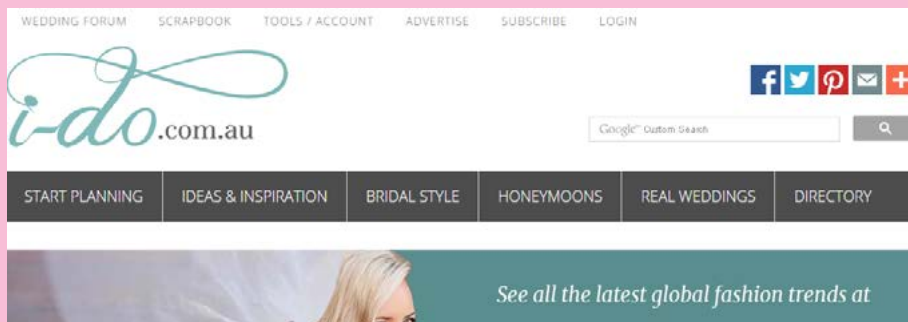 WEDDING FORUM SCRAPBOOK TOOLS / ACCOUNT ADVERTISE SUBSCRIBE LOGIN
i-do.com.au
Google™ Custom Search
START PLANNING IDEAS & INSPIRATION BRIDAL STYLE HONEYMOONS REAL WEDDINGS DIRECTORY
See all the latest global fashion trends at